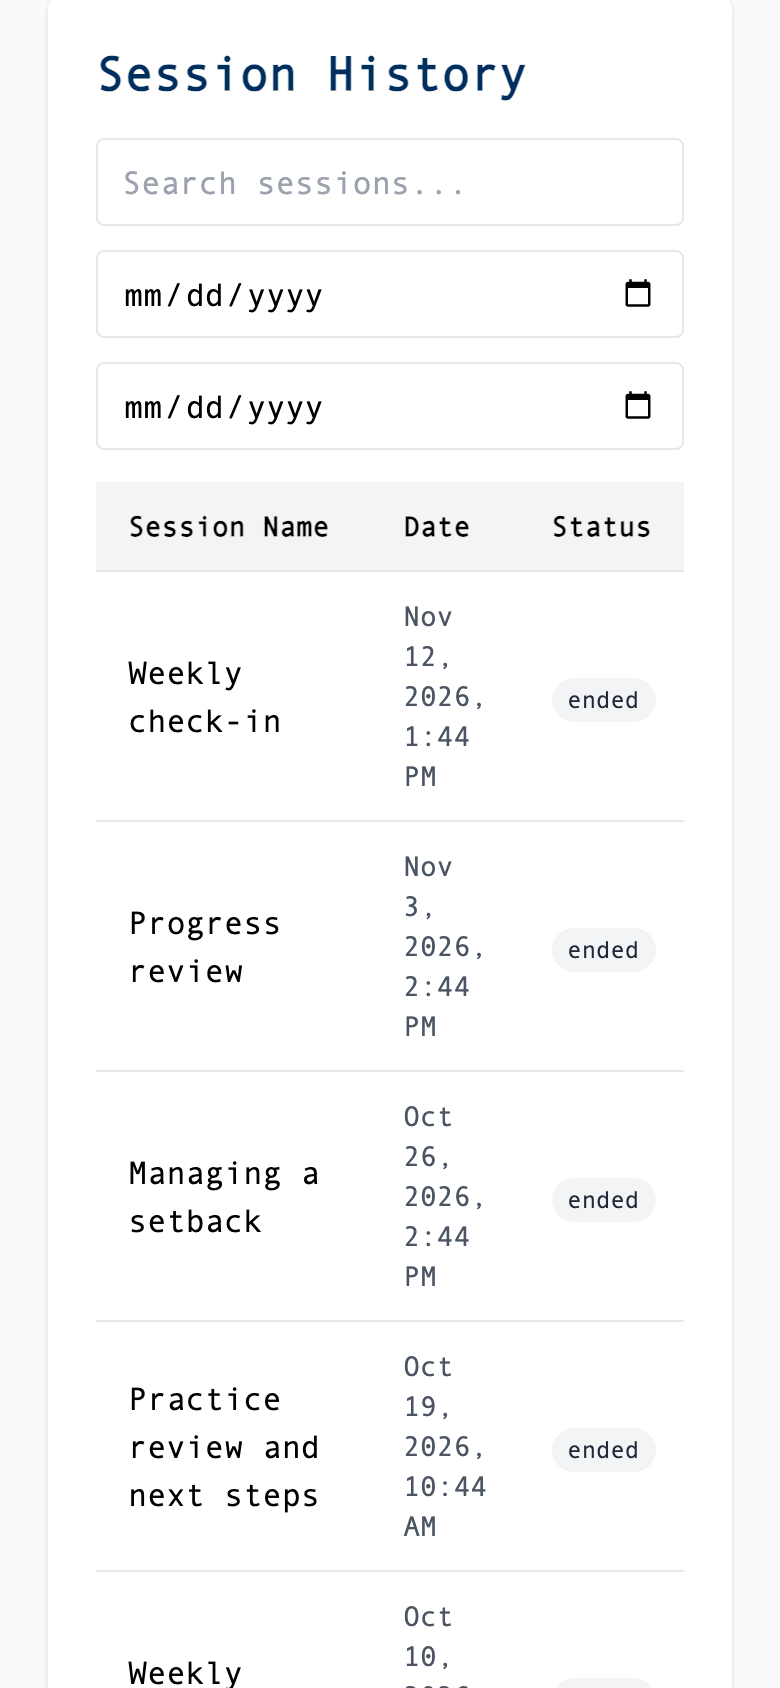 Session History
Search sessions...
mm/dd/yyyy
mm/dd/yyyy
Session Name Date Status
Weekly
check-in
Nov
12,
2026,
1:44
PM
ended
Progress
review
Nov
3,
2026,
2:44
PM
ended
Managing a
setback
Oct
26,
2026,
2:44
PM
ended
Practice
review and
next steps
Oct
19,
2026,
10:44
AM
ended
Weekly
Oct
10,